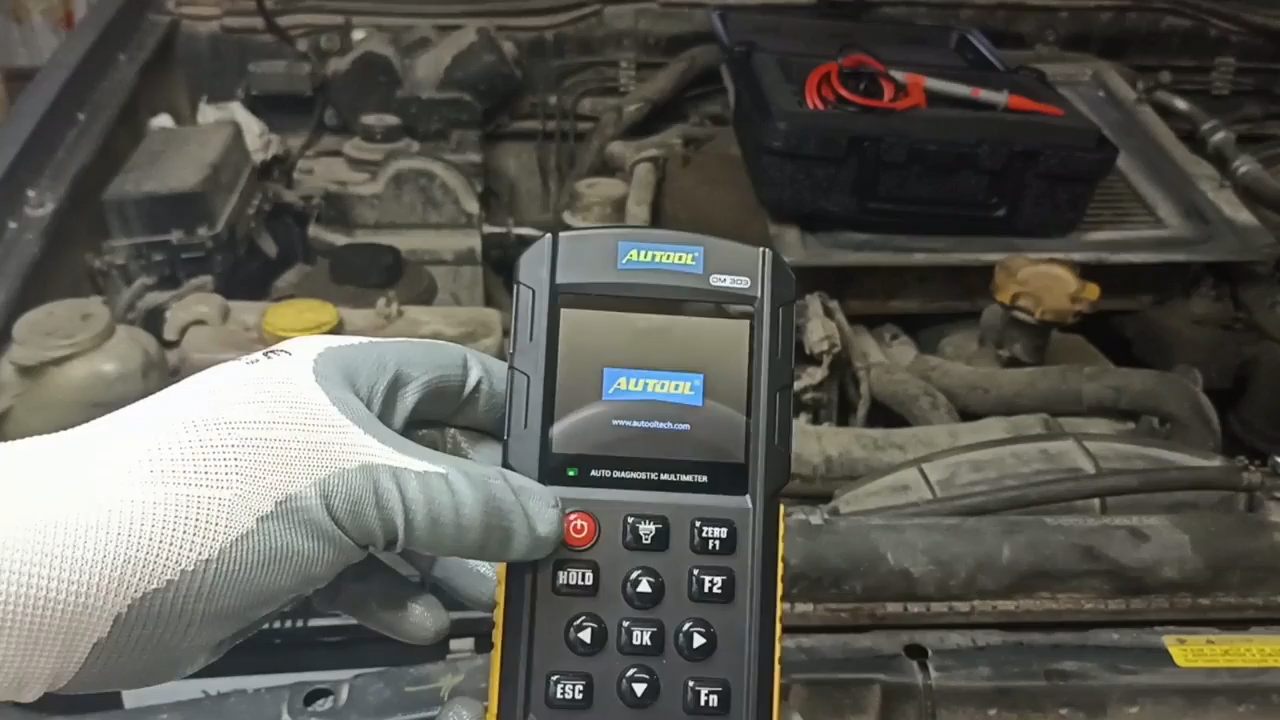 AUTOOL®
DM 303
AUTOOL®
www.autooltech.com
AUTO DIAGNOSTIC MULTIMETER
ZERO
F1
HOLD
F2
OK
ESC
Fn